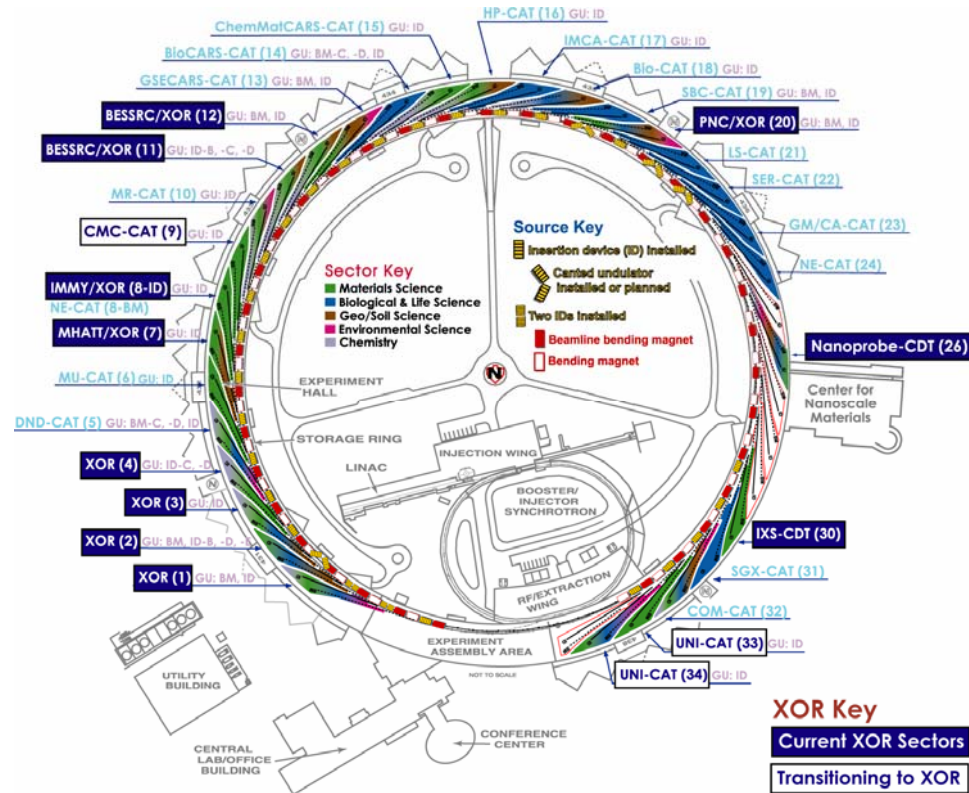 HP-CAT (16) GU: ID
ChemMatCARS-CAT (15) GU: ID
IMCA-CAT (17) GU: ID
BioCARS-CAT (14) GU: BM-C, -D, ID
Bio-CAT (18) GU: ID
GSECARS-CAT (13) GU: BM, ID
SBC-CAT (19) GU: BM, ID
BESSRC/XOR (12) GU: BM, ID
PNC/XOR (20) GU: BM, ID
BESSRC/XOR (11) GU: ID-B, -C, -D
LS-CAT (21)
MR-CAT (10) GU: ID
SER-CAT (22)
CMC-CAT (9) GU: ID
GM/CA-CAT (23)
NE-CAT (24)
IMMY/XOR (8-ID) GU: ID
NE-CAT (8-BM)
MHATT/XOR (7) GU: ID
Nanoprobe-CDT (26)
MU-CAT (6) GU: ID
Center for
Nanoscale
Materials
DND-CAT (5) GU: BM-C, -D, ID
XOR (4) GU: ID-C, -D
XOR (3) GU: ID
XOR (2) GU: BM, ID-B, -D,
XOR (1) GU: BM, ID
IXS-CDT (30)
SGX-CAT (31)
COM-CAT (32)
UNI-CAT (33) GU: ID
UNI-CAT (34) GU: ID
Sector Key
Materials Science
Biological & Life Science
Geo/Soil Science
Environmental Science
Chemistry
Source Key
Insertion device (ID) installed
Canted undulator
installed or planned
Two IDs installed
Beamline bending magnet
Bending magnet
N
EXPERIMENT
HALL
STORAGE RING
LINAC
INJECTION WING
BOOSTER/
INJECTOR
SYNCHROTRON
RF/EXTRACTION
WING
EXPERIMENT
ASSEMBLY AREA
NOT TO SCALE
UTILITY
BUILDING
CENTRAL
LAB/OFFICE
BUILDING
CONFERENCE
CENTER
XOR Key
Current XOR Sectors
Transitioning to XOR